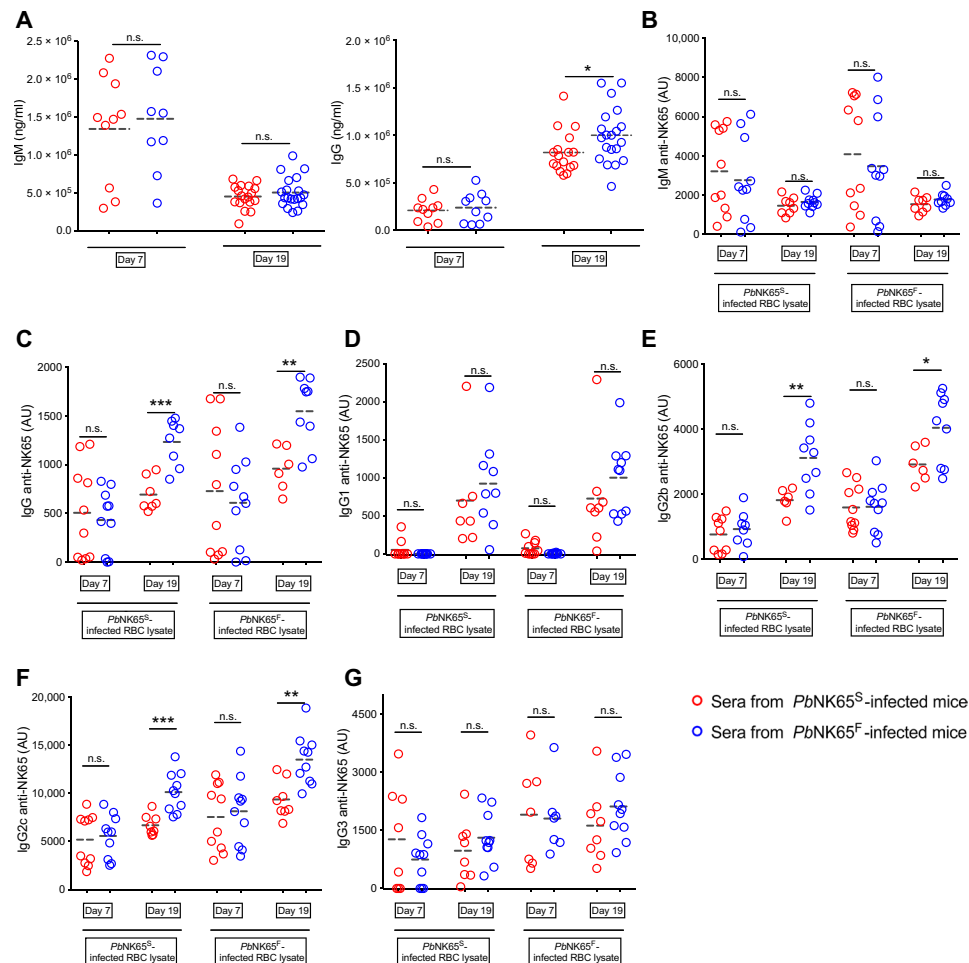 A
B
n.s.
n.s.
IgM (ng/ml)
2.5 × 10⁶
2.0 × 10⁶
1.5 × 10⁶
1.0 × 10⁶
5.0 × 10⁵
0.0
Day 7
Day 19
*
n.s.
IgG (ng/ml)
2.0 × 10⁶
1.5 × 10⁶
1.0 × 10⁶
5.0 × 10⁵
0.0
Day 7
Day 19
IgM anti-NK65 (AU)
10,000
8000
6000
4000
2000
0
n.s.
n.s.
n.s.
n.s.
Day 7
Day 19
Day 7
Day 19
PbNK65ˢ-
infected RBC lysate
PbNK65ᶠ-
infected RBC lysate
C
IgG anti-NK65 (AU)
2000
1500
1000
500
0
n.s.
***
n.s.
**
Day 7
Day 19
Day 7
Day 19
PbNK65ˢ-
infected RBC lysate
PbNK65ᶠ-
infected RBC lysate
D
IgG1 anti-NK65 (AU)
2500
2000
1500
1000
500
0
n.s.
n.s.
n.s.
n.s.
Day 7
Day 19
Day 7
Day 19
PbNK65ˢ-
infected RBC lysate
PbNK65ᶠ-
infected RBC lysate
E
IgG2b anti-NK65 (AU)
6000
4000
2000
0
n.s.
**
n.s.
*
Day 7
Day 19
Day 7
Day 19
PbNK65ˢ-
infected RBC lysate
PbNK65ᶠ-
infected RBC lysate
F
IgG2c anti-NK65 (AU)
20,000
15,000
10,000
5000
0
n.s.
***
n.s.
**
Day 7
Day 19
Day 7
Day 19
PbNK65ˢ-
infected RBC lysate
PbNK65ᶠ-
infected RBC lysate
G
IgG3 anti-NK65 (AU)
4500
3000
1500
0
n.s.
n.s.
n.s.
n.s.
Day 7
Day 19
Day 7
Day 19
PbNK65ˢ-
infected RBC lysate
PbNK65ᶠ-
infected RBC lysate
Sera from PbNK65ˢ-infected mice
Sera from PbNK65ᶠ-infected mice